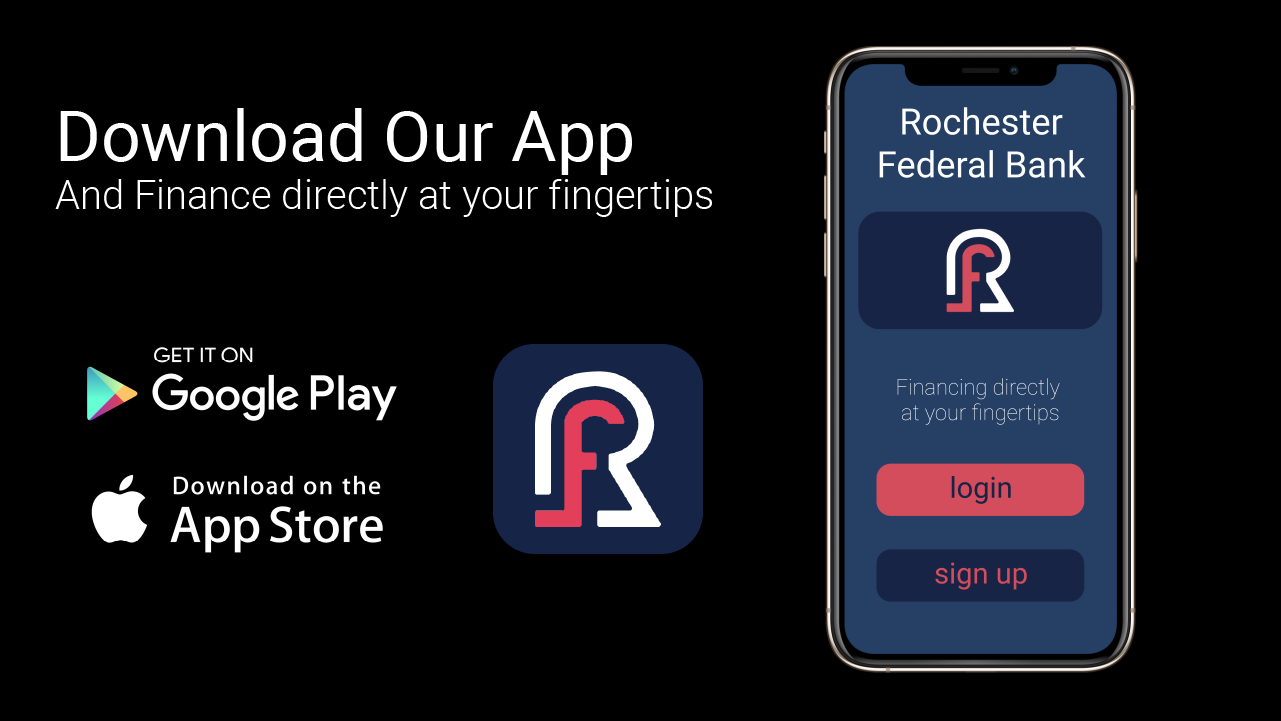 Download Our App
And Finance directly at your fingertips
GET IT ON
Google Play
Download on the
App Store
Rochester
Federal Bank
Financing directly
at your fingertips
login
sign up